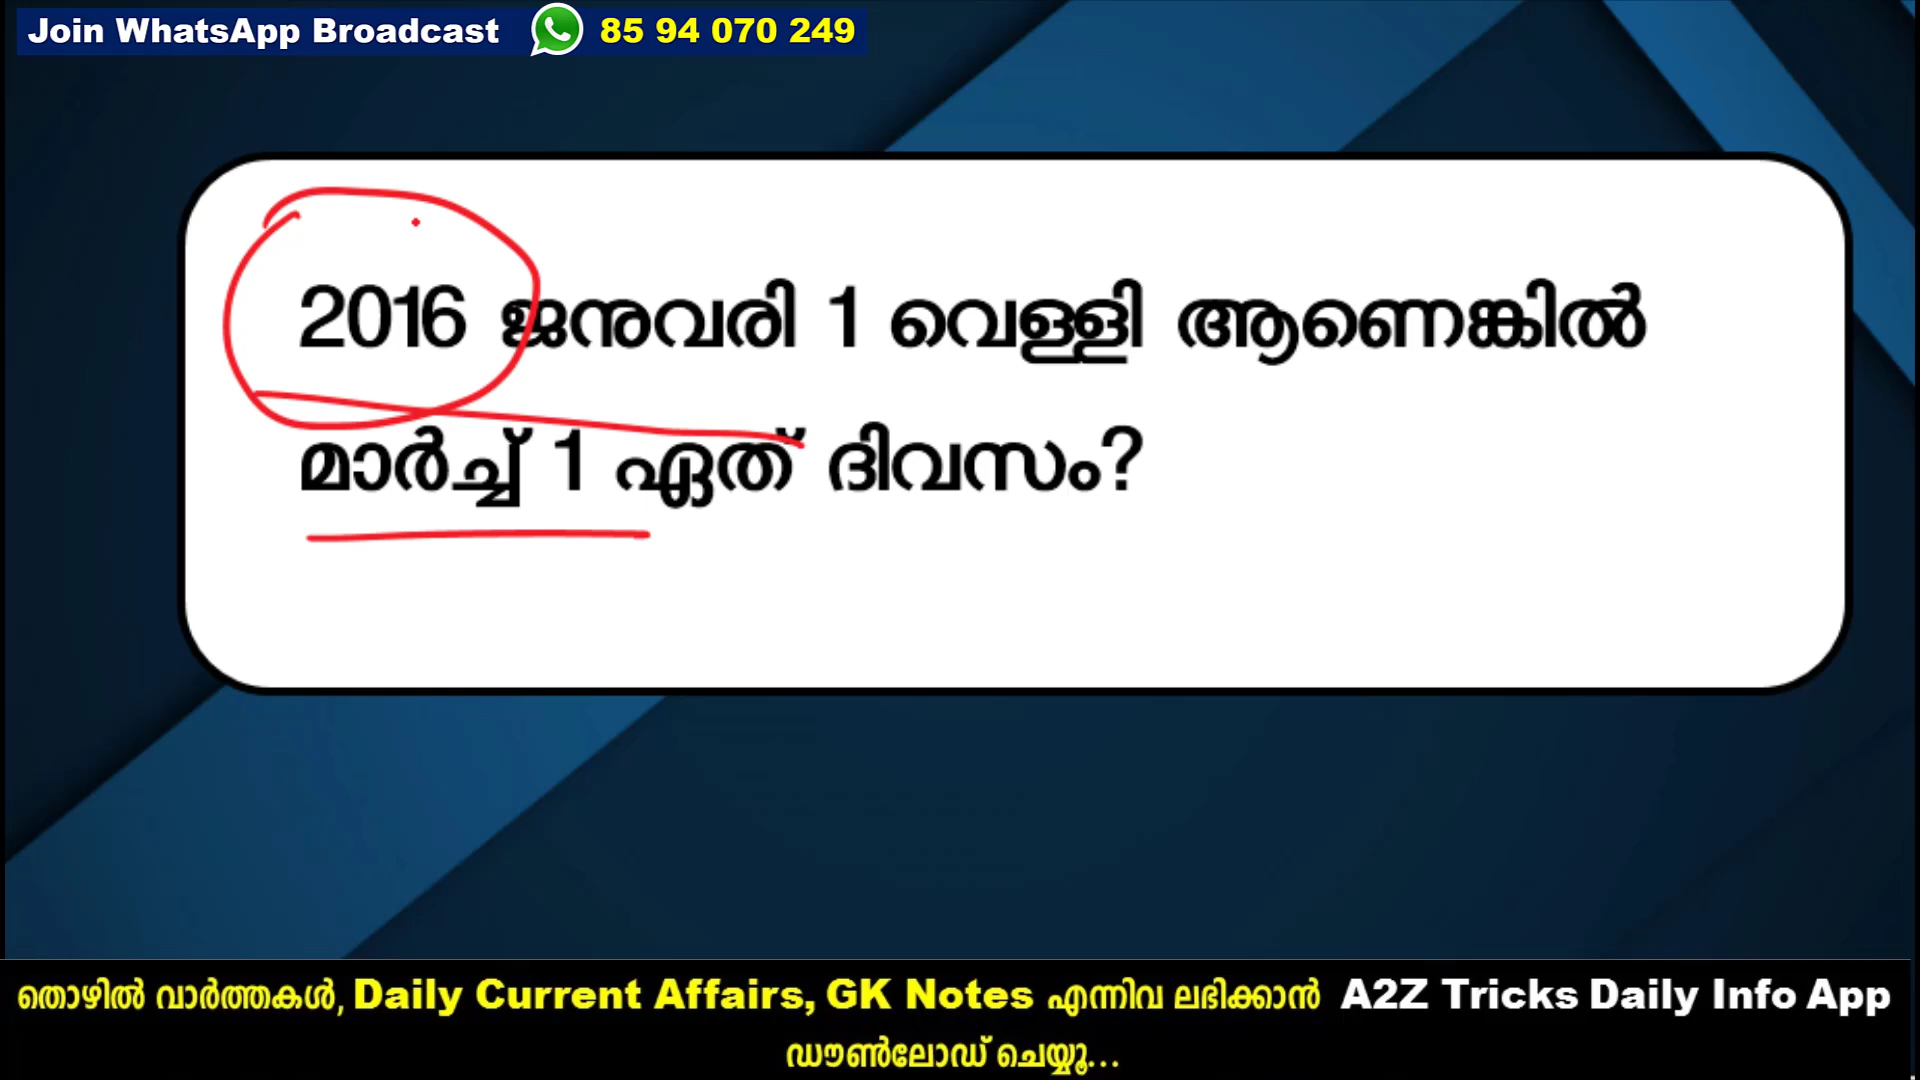 Join WhatsApp Broadcast 85 94 070 249
2016 ജനുവരി 1 വെള്ളി ആണെങ്കിൽ
മാർച്ച് 1 ഏത് ദിവസം?
തൊഴിൽ വാർത്തകൾ, Daily Current Affairs, GK Notes എന്നിവ ലഭിക്കാൻ A2Z Tricks Daily Info App
ഡൗൺലോഡ് ചെയ്യൂ...